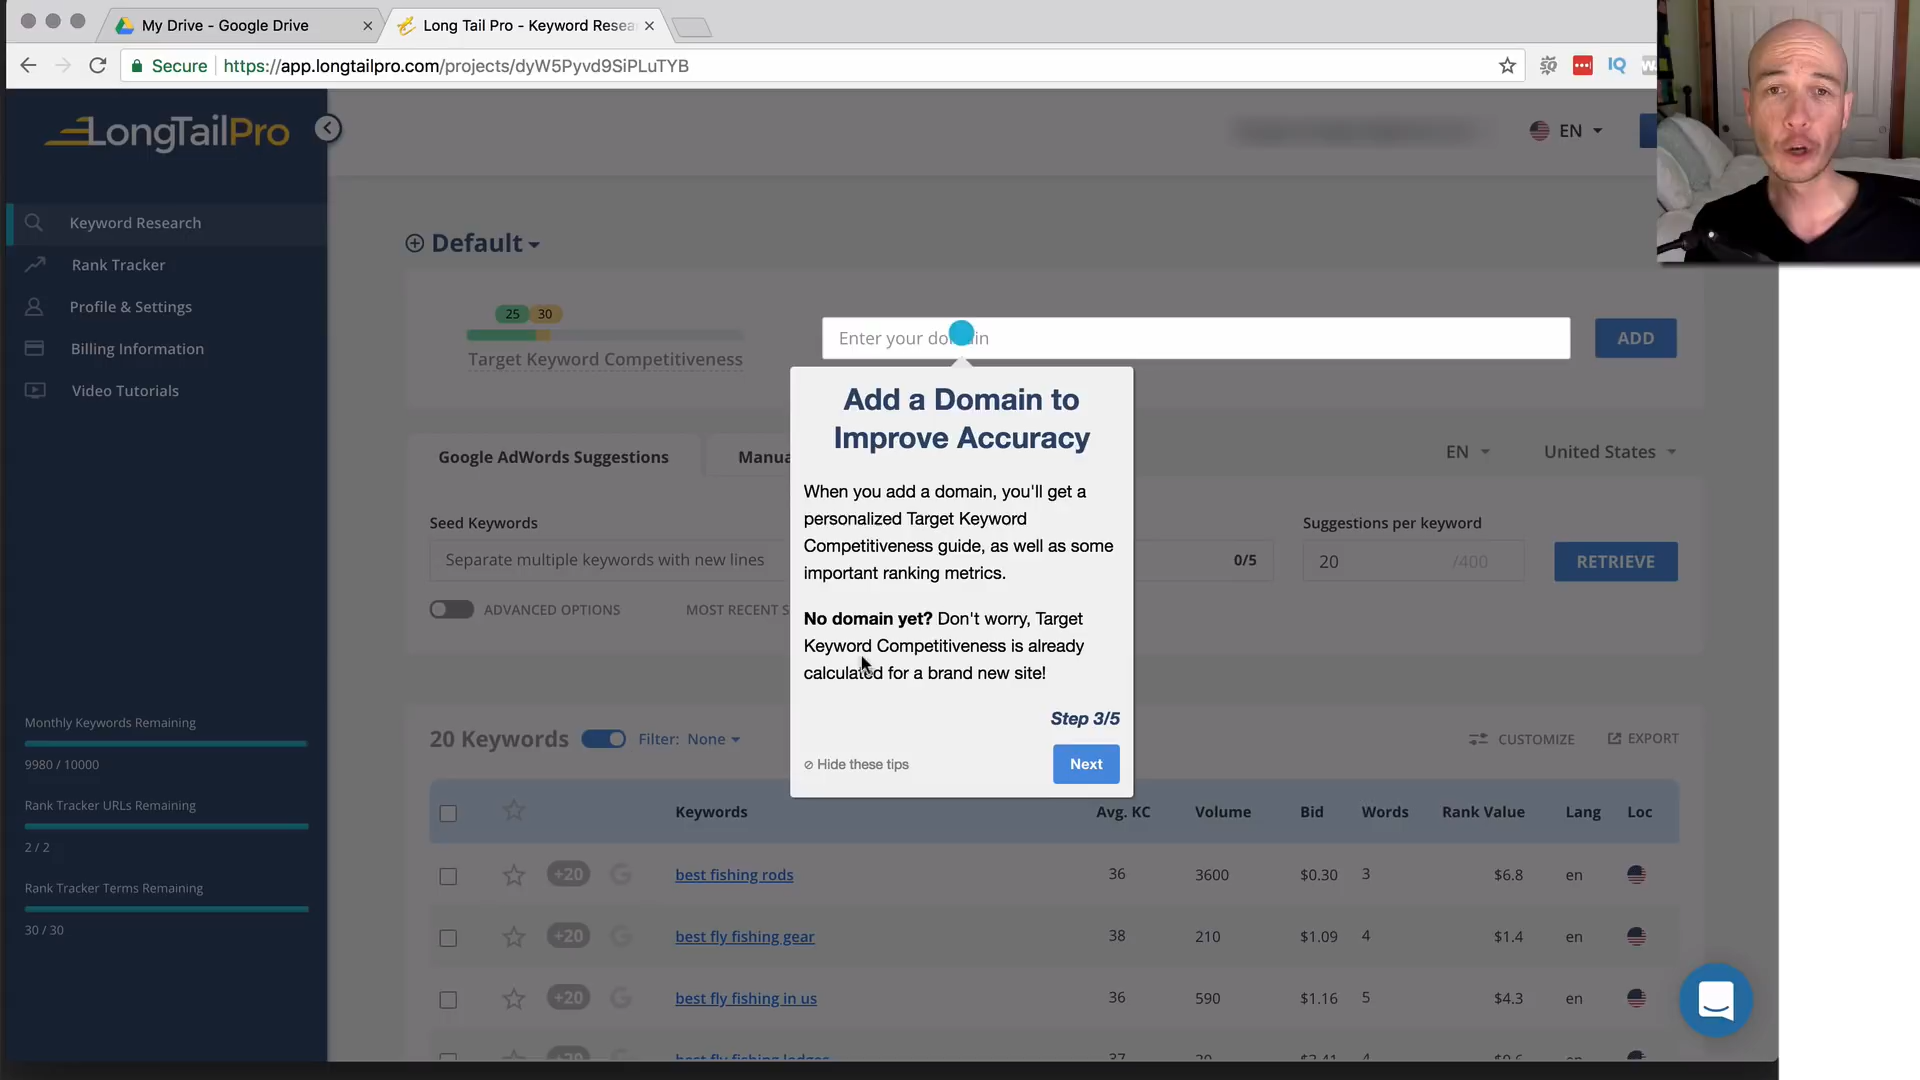 My Drive - Google Drive
Long Tail Pro - Keyword Resea
Secure
https://app.longtailpro.com/projects/dyW5Pyvd9SiPLuTYB
IQ
LongTailPro
EN
Keyword Research
Rank Tracker
Profile & Settings
Billing Information
Video Tutorials
Default
25 30
Target Keyword Competitiveness
Enter your do in
ADD
Add a Domain to
Improve Accuracy
When you add a domain, you'll get a
personalized Target Keyword
Competitiveness guide, as well as some
important ranking metrics.
No domain yet? Don't worry, Target
Keyword Competitiveness is already
calculated for a brand new site!
Step 3/5
Hide these tips
Next
Google AdWords Suggestions
Manua
EN
United States
Seed Keywords
Suggestions per keyword
Separate multiple keywords with new lines
0/5
20 /400
RETRIEVE
ADVANCED OPTIONS
MOST RECENT S
20 Keywords
Filter: None
CUSTOMIZE
EXPORT
Monthly Keywords Remaining
9980 / 10000
Rank Tracker URLs Remaining
2 / 2
Rank Tracker Terms Remaining
30 / 30
Keywords Avg. KC Volume Bid Words Rank Value Lang Loc
+20 best fishing rods 36 3600 $0.30 3 $6.8 en
+20 best fly fishing gear 38 210 $1.09 4 $1.4 en
+20 best fly fishing in us 36 590 $1.16 5 $4.3 en
+20 best fly fishing lodges 37